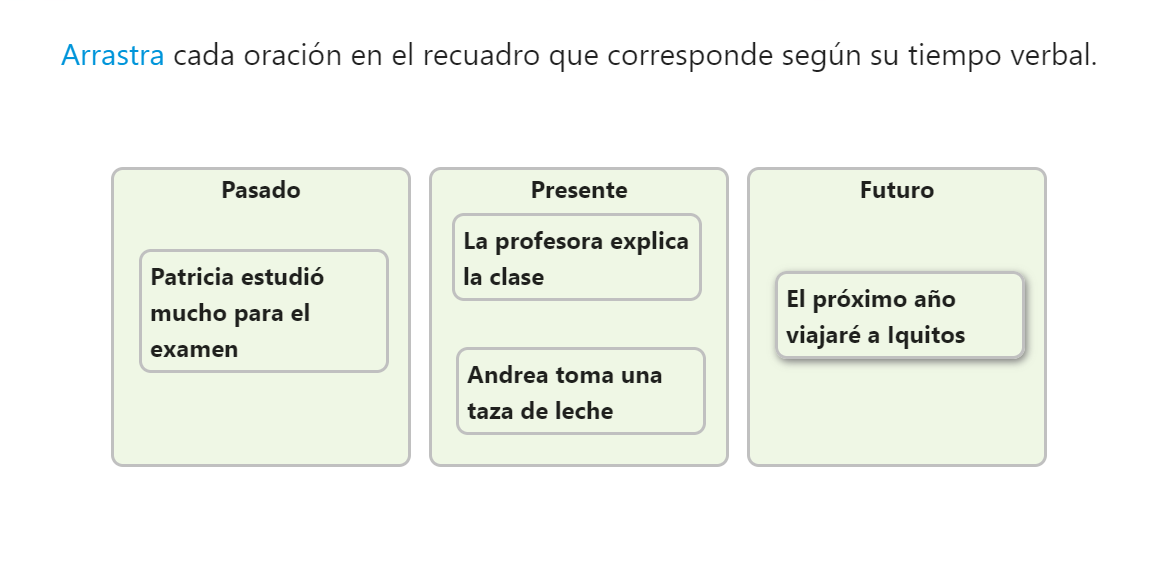 Arrastra cada oración en el recuadro que corresponde según su tiempo verbal.
Pasado
Patricia estudió
mucho para el
examen
Presente
La profesora explica
la clase
Andrea toma una
taza de leche
Futuro
El próximo año
viajaré a Iquitos